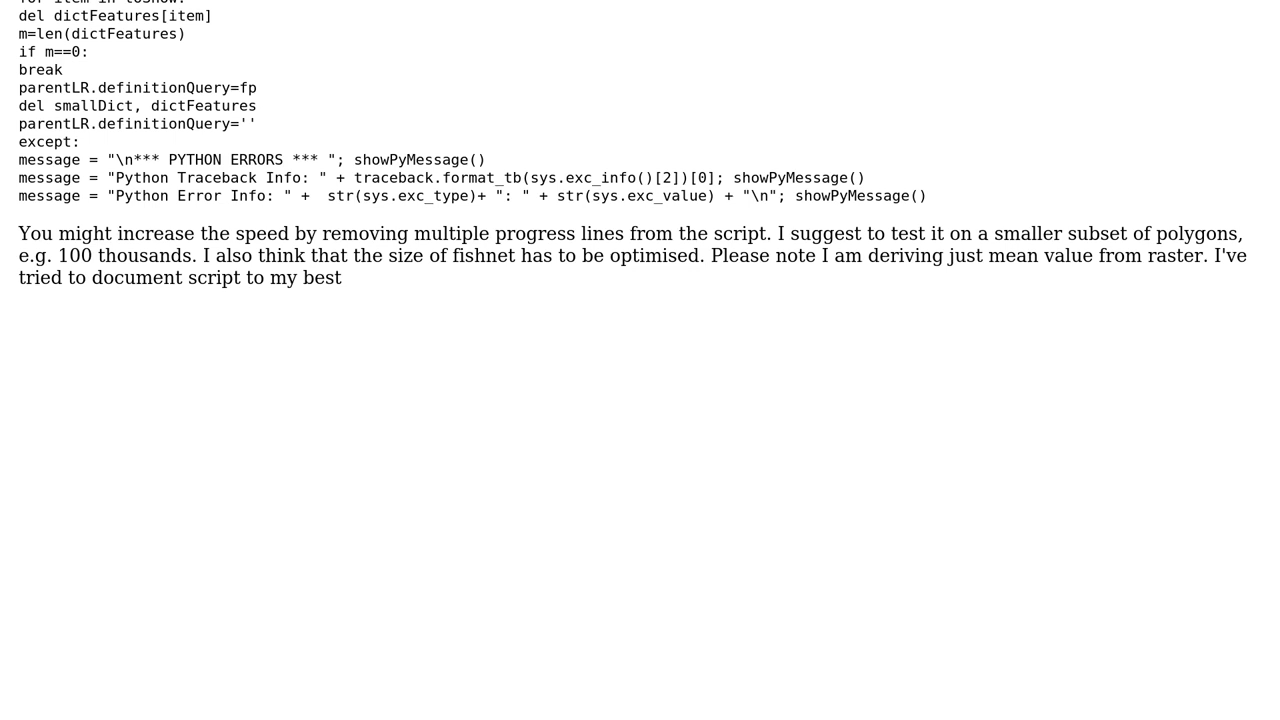 for item in toShow:
del dictFeatures[item]
m=len(dictFeatures)
if m==0:
break
parentLR.definitionQuery=fp
del smallDict, dictFeatures
parentLR.definitionQuery=''
except:
message = "\n*** PYTHON ERRORS *** "; showPyMessage()
message = "Python Traceback Info: " + traceback.format_tb(sys.exc_info()[2])[0]; showPyMessage()
message = "Python Error Info: " +  str(sys.exc_type)+ ": " + str(sys.exc_value) + "\n"; showPyMessage()
You might increase the speed by removing multiple progress lines from the script. I suggest to test it on a smaller subset of polygons,
e.g. 100 thousands. I also think that the size of fishnet has to be optimised. Please note I am deriving just mean value from raster. I've
tried to document script to my best